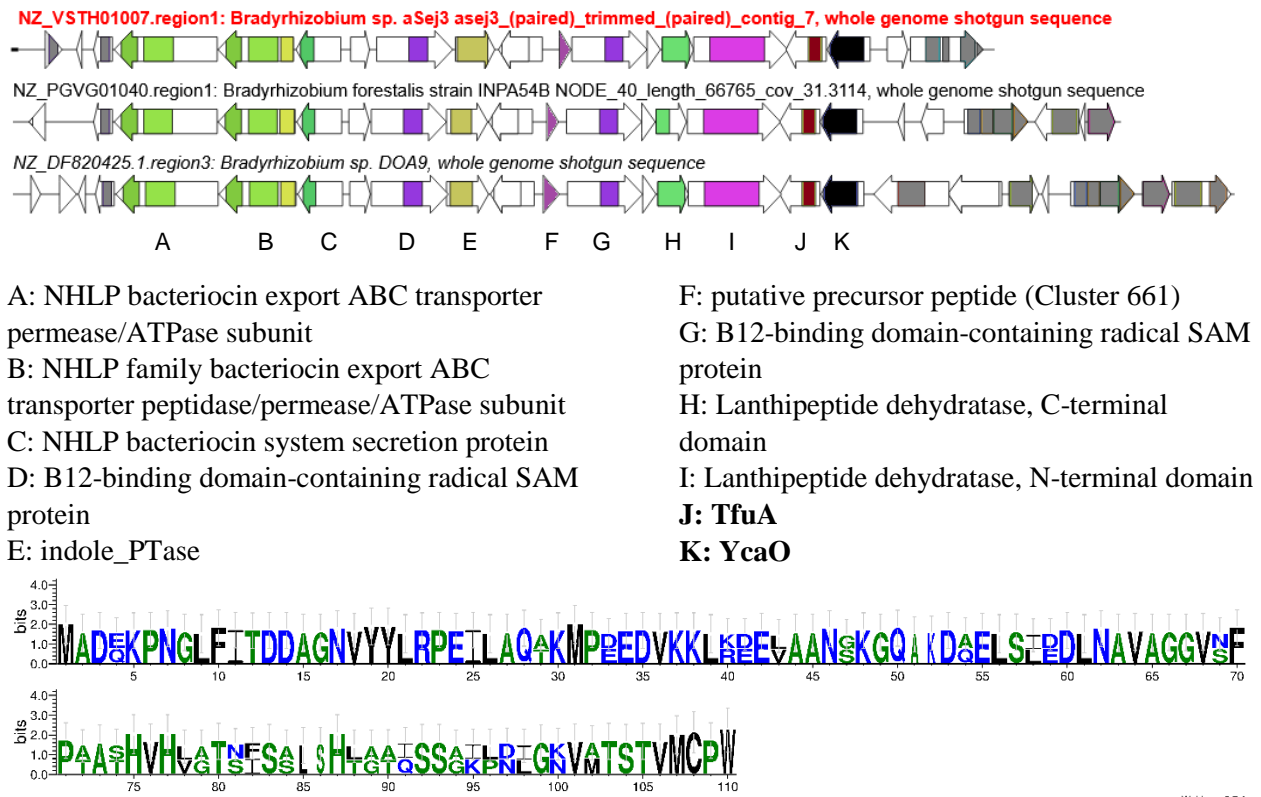 NZ_VSTH01007.region1: Bradyrhizobium sp. aSej3 asej3_(paired)_trimmed_(paired)_contig_7, whole genome shotgun sequence
NZ_PGVG01040.region1: Bradyrhizobium forestalis strain INPA54B NODE_40_length_66765_cov_31.3114, whole genome shotgun sequence
NZ_DF820425.1.region3: Bradyrhizobium sp. DOA9, whole genome shotgun sequence
A B C D E F G H I J K
A: NHLP bacteriocin export ABC transporter
permease/ATPase subunit
B: NHLP family bacteriocin export ABC
transporter peptidase/permease/ATPase subunit
C: NHLP bacteriocin system secretion protein
D: B12-binding domain-containing radical SAM
protein
E: indole_PTase
F: putative precursor peptide (Cluster 661)
G: B12-binding domain-containing radical SAM
protein
H: Lanthipeptide dehydratase, C-terminal
domain
I: Lanthipeptide dehydratase, N-terminal domain
J: TfuA
K: YcaO
4.0
3.0
bits
2.0
1.0
0.0
5 10 15 20 25 30 35 40 45 50 55 60 65 70
4.0
3.0
bits
2.0
1.0
0.0
75 80 85 90 95 100 105 110